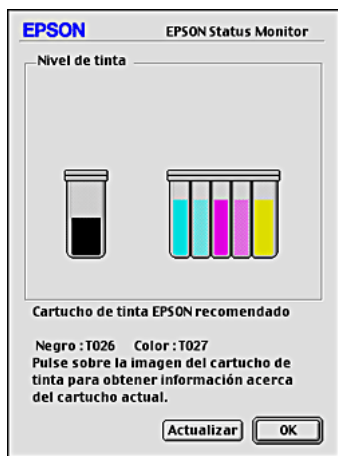 EPSON EPSON Status Monitor
Nivel de tinta
Cartucho de tinta EPSON recomendado
Negro : T026 Color : T027
Pulse sobre la imagen del cartucho de
tinta para obtener información acerca
del cartucho actual.
Actualizar OK